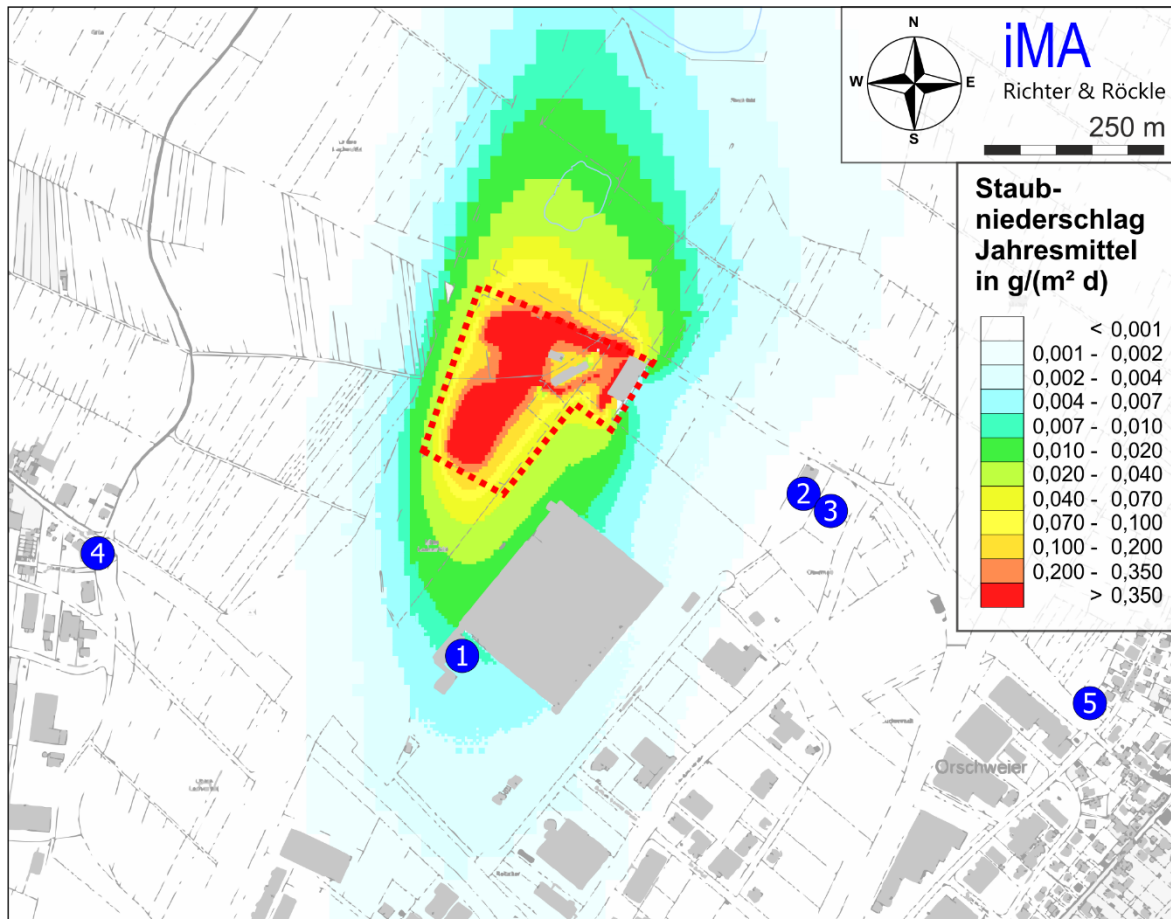 N
W
E
S
iMA
Richter & Röckle
250 m
Staub-
niederschlag
Jahresmittel
in g/(m² d)
< 0,001
0,001 - 0,002
0,002 - 0,004
0,004 - 0,007
0,007 - 0,010
0,010 - 0,020
0,020 - 0,040
0,040 - 0,070
0,070 - 0,100
0,100 - 0,200
0,200 - 0,350
> 0,350
2
3
4
1
5
Orschweier